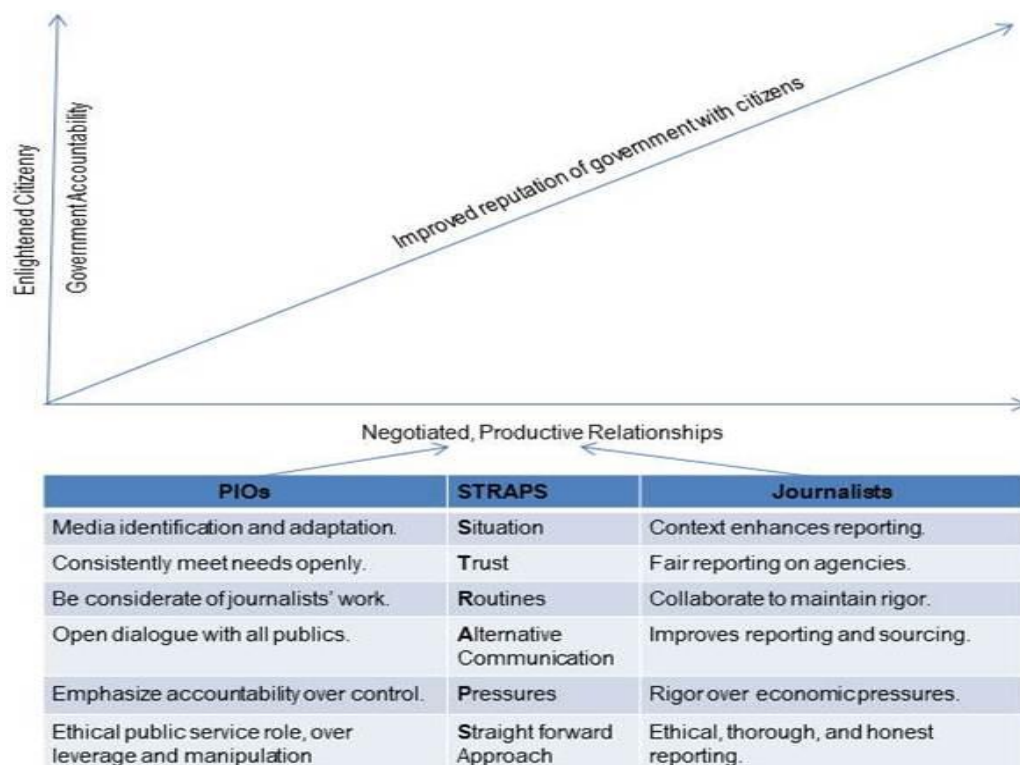 Enlightened Citizenry
Government Accountability
Improved reputation of government with citizens
Negotiated, Productive Relationships
PIOs STRAPS Journalists
Media identification and adaptation. Situation Context enhances reporting.
Consistently meet needs openly. Trust Fair reporting on agencies.
Be considerate of journalists' work. Routines Collaborate to maintain rigor.
Open dialogue with all publics. Alternative Improves reporting and sourcing.
Communication
Emphasize accountability over control. Pressures Rigor over economic pressures.
Ethical public service role, over Straight forward Ethical, thorough, and honest
leverage and manipulation Approach reporting.